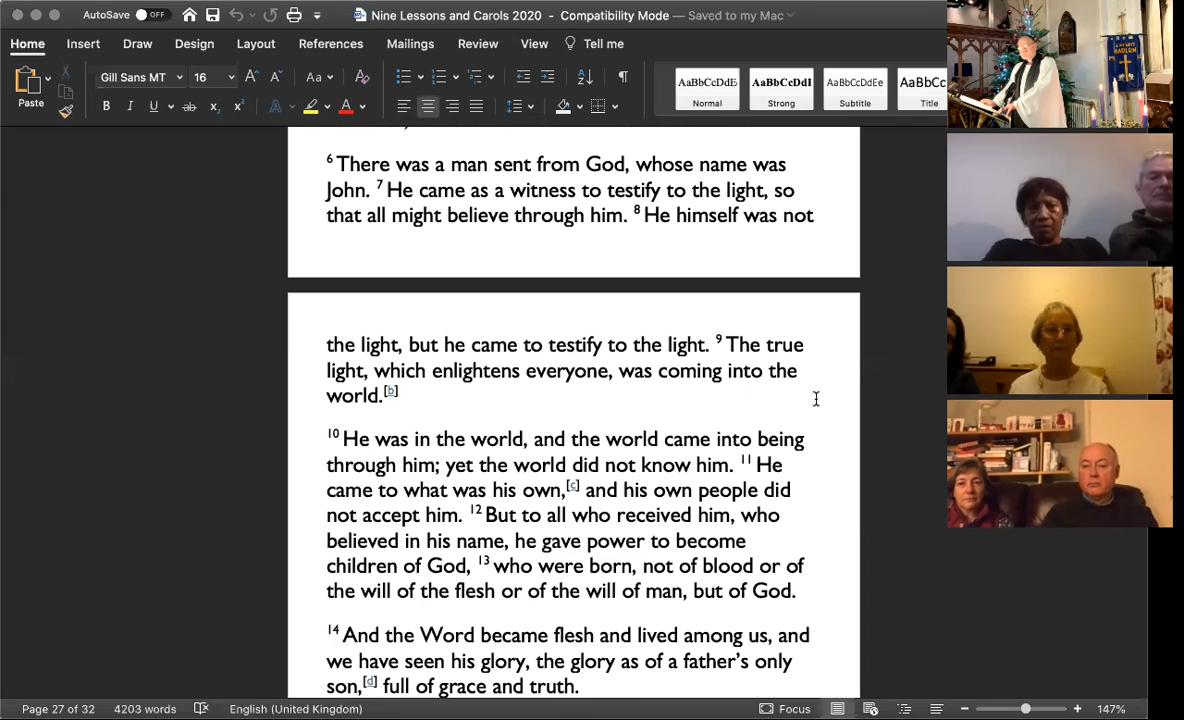 AutoSave OFF
Nine Lessons and Carols 2020 - Compatibility Mode — Saved to my Mac
Home Insert Draw Design Layout References Mailings Review View Tell me
Paste
Gill Sans MT 16
AaBbCcDdE AaBbCcDdI AaBbCcDdEe AaBbCcD
Normal Strong Subtitle Title
6 There was a man sent from God, whose name was
John. 7 He came as a witness to testify to the light, so
that all might believe through him. 8 He himself was not
the light, but he came to testify to the light. 9 The true
light, which enlightens everyone, was coming into the
world.[b]
10 He was in the world, and the world came into being
through him; yet the world did not know him. 11 He
came to what was his own,[c] and his own people did
not accept him. 12 But to all who received him, who
believed in his name, he gave power to become
children of God, 13 who were born, not of blood or of
the will of the flesh or of the will of man, but of God.
14 And the Word became flesh and lived among us, and
we have seen his glory, the glory as of a father's only
son,[d] full of grace and truth.
Page 27 of 32 4203 words English (United Kingdom) Focus 147%